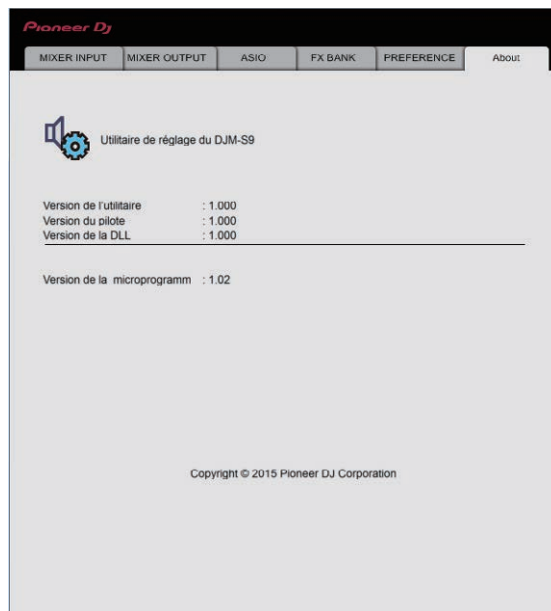 Pioneer Dj
MIXER INPUT MIXER OUTPUT ASIO FX BANK PREFERENCE About
Utilitaire de réglage du DJM-S9
Version de l'utilitaire : 1.000
Version du pilote : 1.000
Version de la DLL : 1.000
Version de la microprogramm : 1.02
Copyright © 2015 Pioneer DJ Corporation